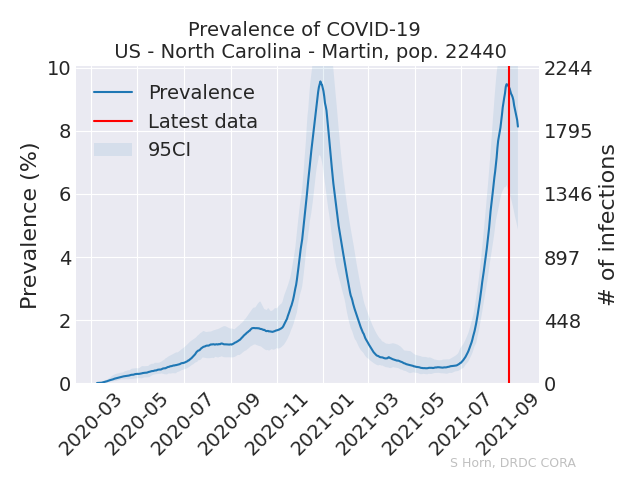 Prevalence of COVID-19
US - North Carolina - Martin, pop. 22440
Prevalence (%)
10
8
6
4
2
0
Prevalence
Latest data
95CI
2244
1795
1346
897
448
0
# of infections
2020-03
2020-05
2020-07
2020-09
2020-11
2021-01
2021-03
2021-05
2021-07
2021-09
S Horn, DRDC CORA